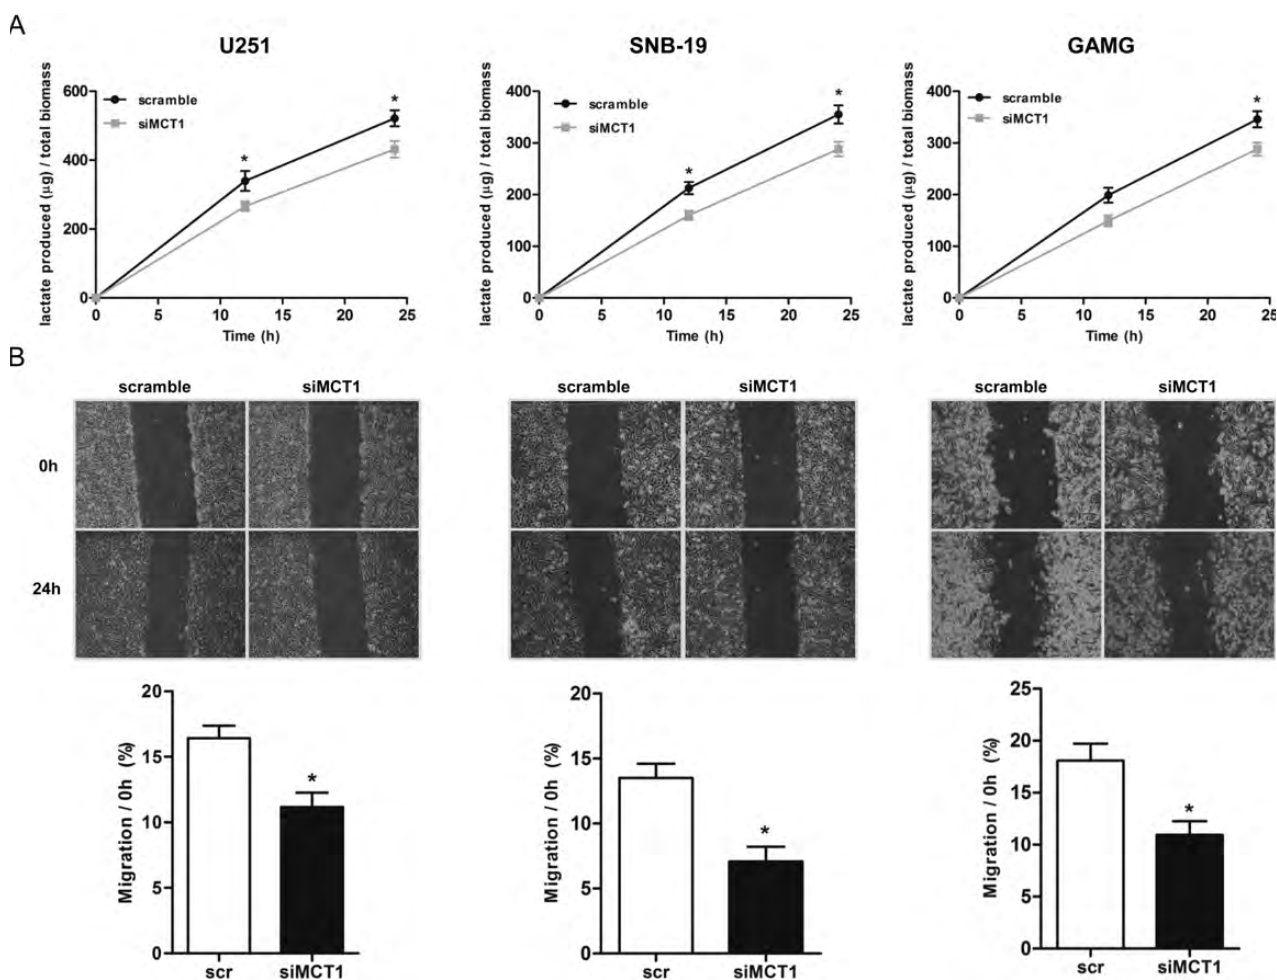 A
U251
SNB-19
GAMG
lactate produced (μg) / total biomass
600
400
200
0
scramble
siMCT1
*
*
0 5 10 15 20 25
Time (h)
lactate produced (μg) / total biomass
400
300
200
100
0
scramble
siMCT1
*
*
0 5 10 15 20 25
Time (h)
lactate produced (μg) / total biomass
400
300
200
100
0
scramble
siMCT1
*
0 5 10 15 20 25
Time (h)
B
scramble siMCT1
scramble siMCT1
scramble siMCT1
0h
24h
Migration / 0h (%)
20
15
10
5
0
*
scr siMCT1
Migration / 0h (%)
20
15
10
5
0
*
scr siMCT1
Migration / 0h (%)
25
20
15
10
5
0
*
scr siMCT1